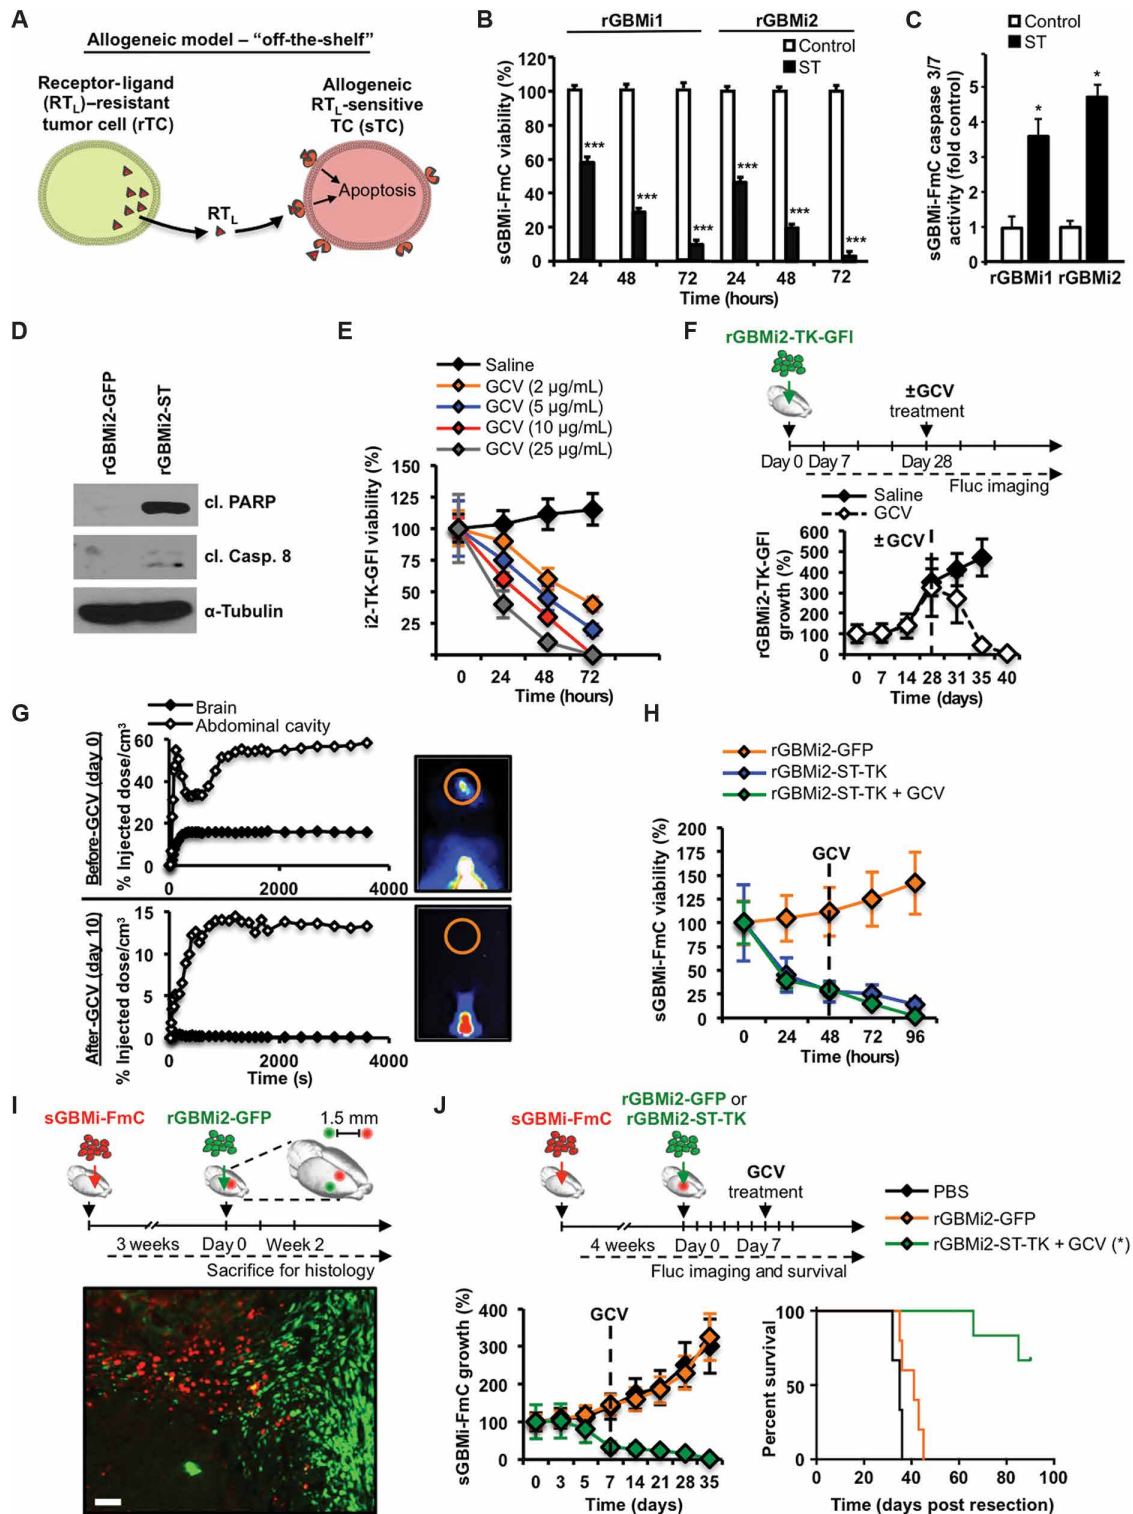 A
Allogeneic model – “off-the-shelf”
Receptor-ligand
(RTL)–resistant
tumor cell (rTC)
Allogeneic
RTL-sensitive
TC (sTC)
Apoptosis
RTL
B
rGBMi1
rGBMi2
Control
ST
sGBMi-FmC viability (%)
120
100
80
60
40
20
0
***
***
***
***
***
***
24
48
72
24
48
72
Time (hours)
C
Control
ST
sGBMi-FmC caspase 3/7
activity (fold control)
6
5
4
3
2
1
0
*
*
rGBMi1
rGBMi2
D
rGBMi2-GFP
rGBMi2-ST
cl. PARP
cl. Casp. 8
α-Tubulin
E
Saline
GCV (2 µg/mL)
GCV (5 µg/mL)
GCV (10 µg/mL)
GCV (25 µg/mL)
i2-TK-GFl viability (%)
150
125
100
75
50
25
0
24
48
72
Time (hours)
F
rGBMi2-TK-GFl
±GCV
treatment
Day 0
Day 7
Day 28
Fluc imaging
Saline
GCV
±GCV
rGBMi2-TK-GFl
growth (%)
600
500
400
300
200
100
0
0
7
14
28
31
35
40
Time (days)
G
Brain
Abdominal cavity
Before-GCV (day 0)
% Injected dose/cm³
60
40
20
0
0
2000
4000
After-GCV (day 10)
% Injected dose/cm³
15
10
5
0
0
2000
4000
Time (s)
H
rGBMi2-GFP
rGBMi2-ST-TK
rGBMi2-ST-TK + GCV
sGBMi-FmC viability (%)
200
175
150
125
100
75
50
25
0
GCV
0
24
48
72
96
Time (hours)
I
sGBMi-FmC
rGBMi2-GFP
1.5 mm
3 weeks
Day 0
Week 2
Sacrifice for histology
J
sGBMi-FmC
rGBMi2-GFP or
rGBMi2-ST-TK
GCV
treatment
4 weeks
Day 0
Day 7
Fluc imaging and survival
PBS
rGBMi2-GFP
rGBMi2-ST-TK + GCV (*)
sGBMi-FmC growth (%)
400
300
200
100
0
GCV
0
3
5
7
14
21
28
35
Time (days)
Percent survival
100
50
0
0
20
40
60
80
100
Time (days post resection)